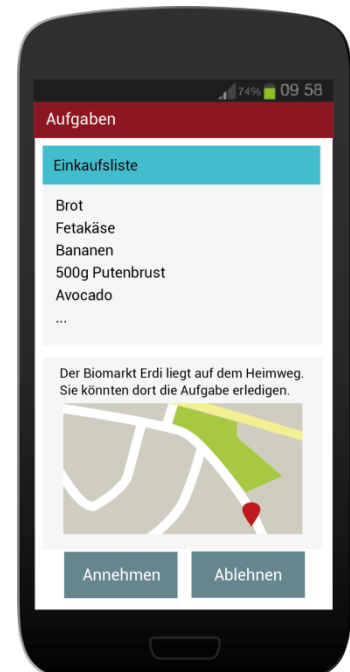 74% 09 58
Aufgaben
Einkaufsliste
Brot
Fetakäse
Bananen
500g Putenbrust
Avocado
...
Der Biomarkt Erdi liegt auf dem Heimweg.
Sie könnten dort die Aufgabe erledigen.
Annehmen Ablehnen